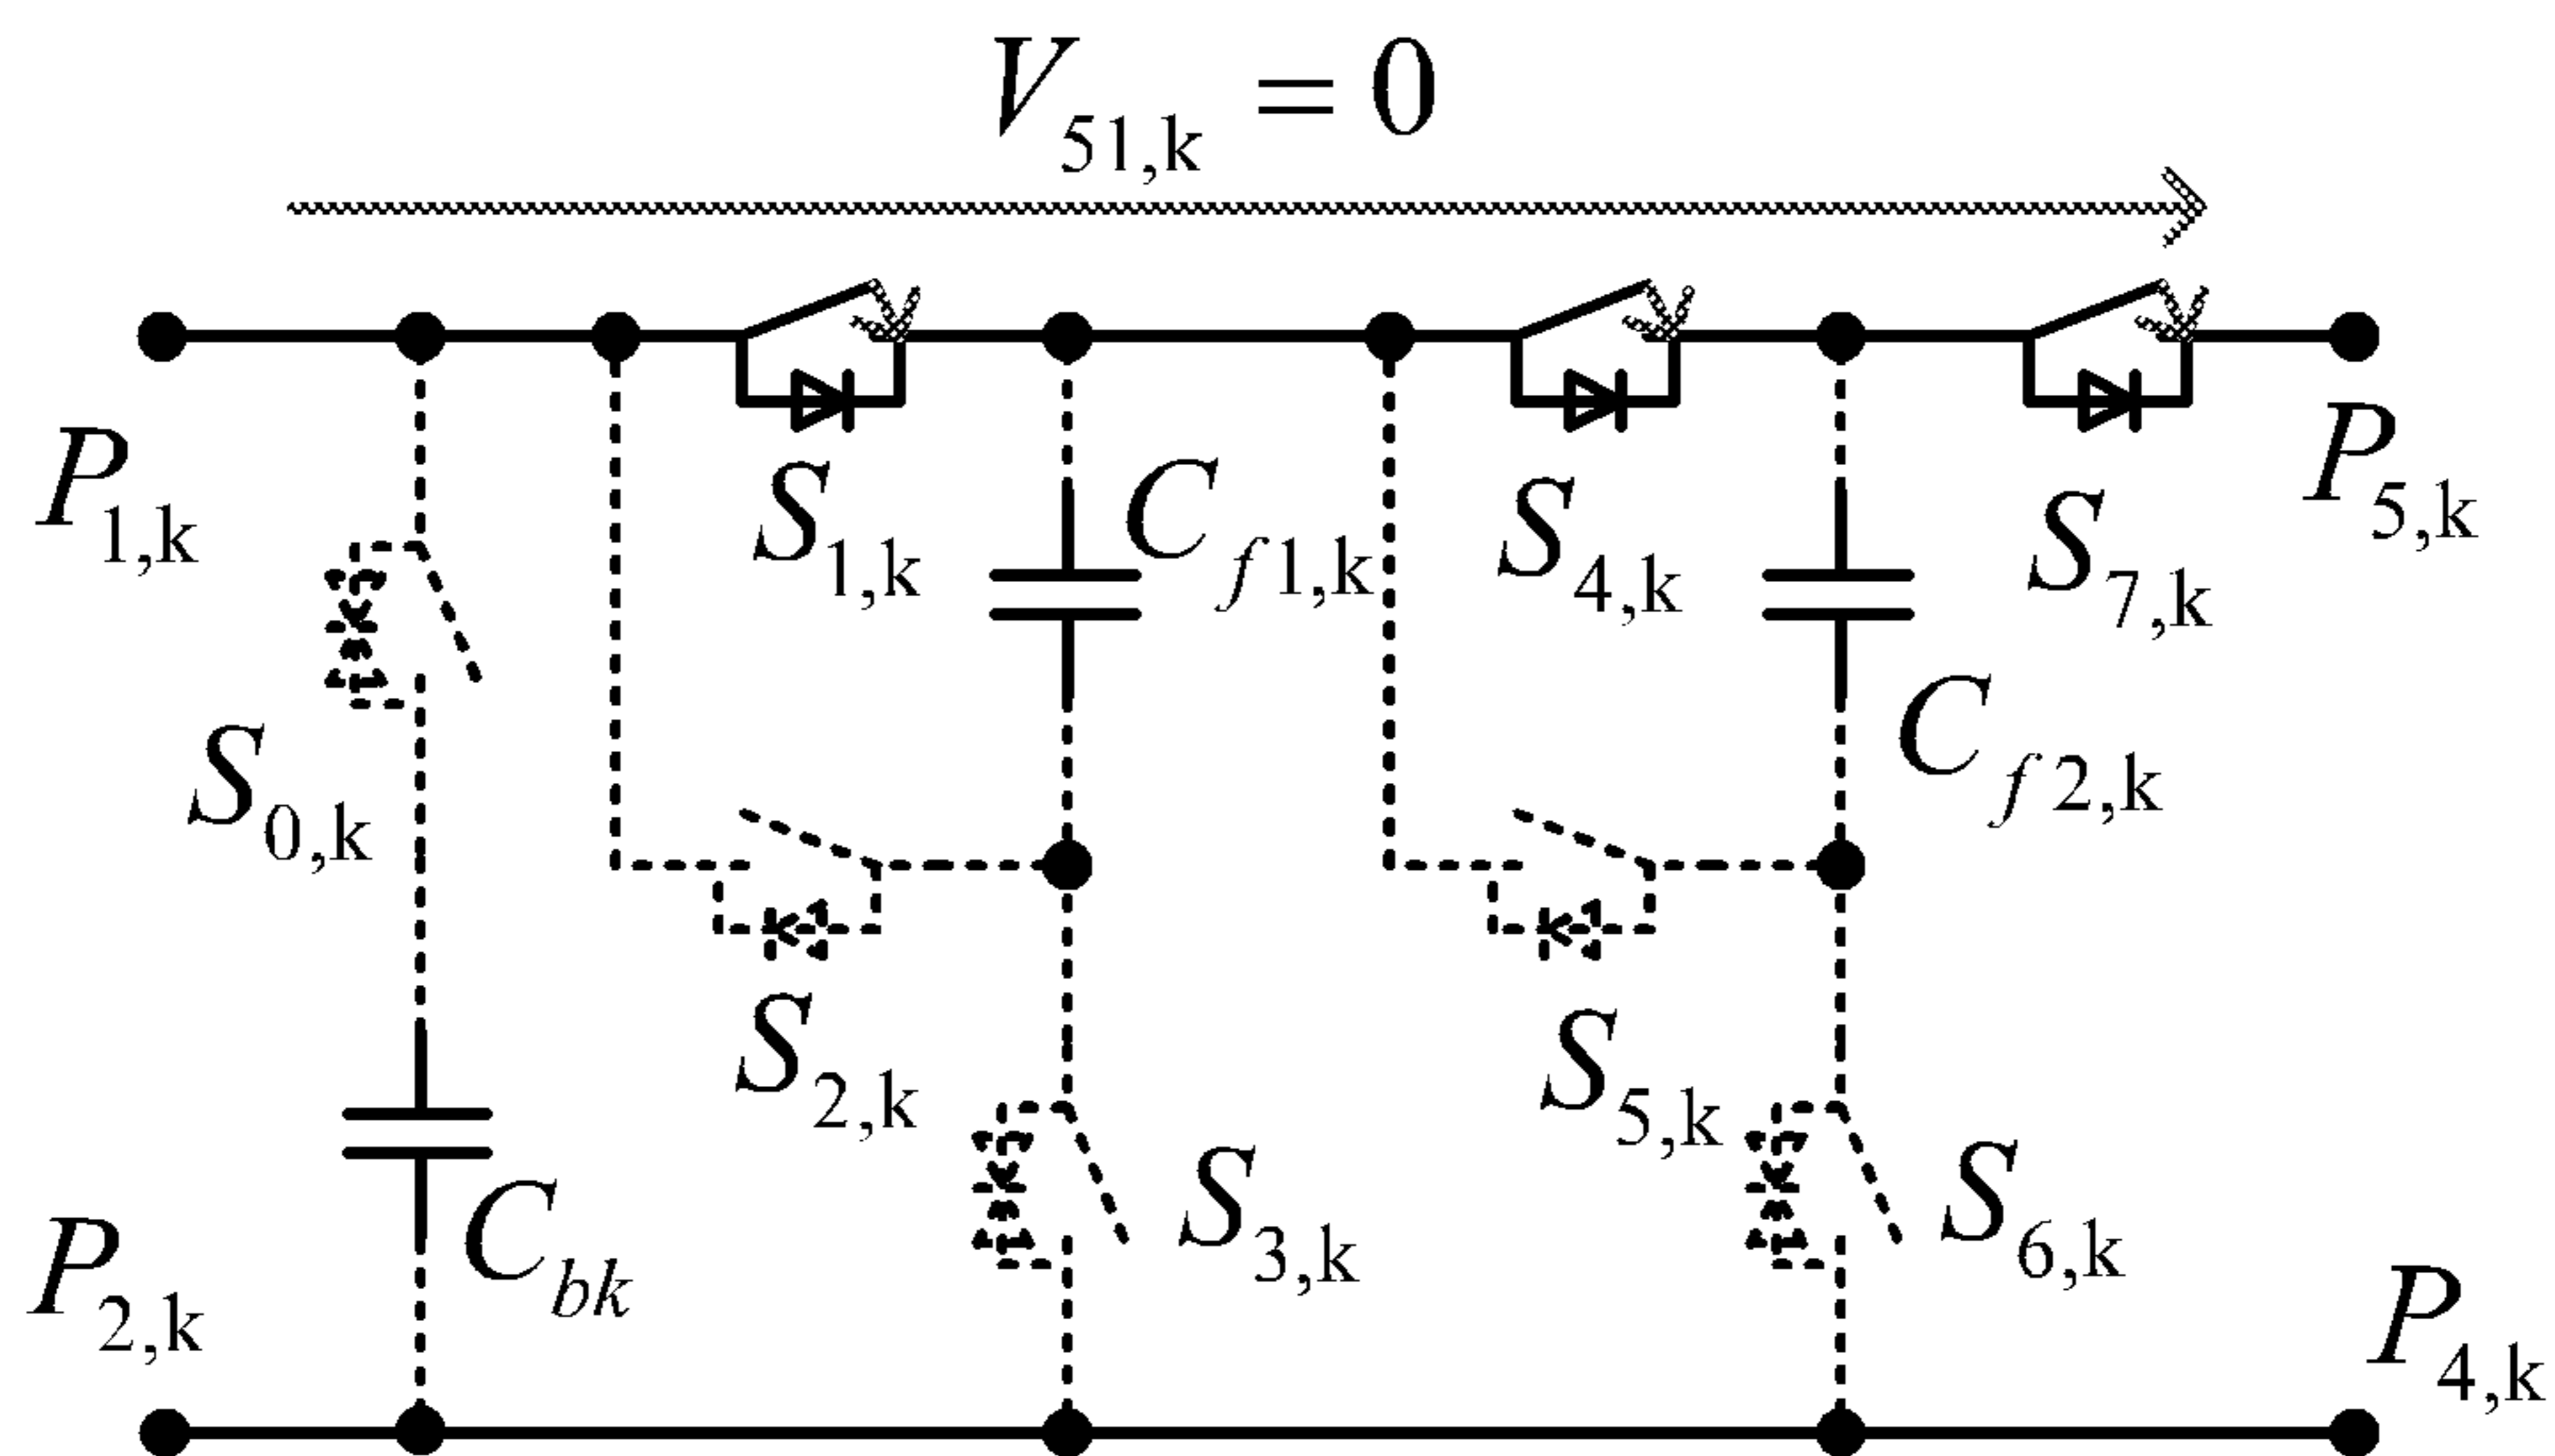 V51,k = 0
P1,k
P5,k
S1,k
Cf1,k
S4,k
S7,k
S0,k
Cf2,k
S2,k
S5,k
S3,k
S6,k
Cbk
P2,k
P4,k